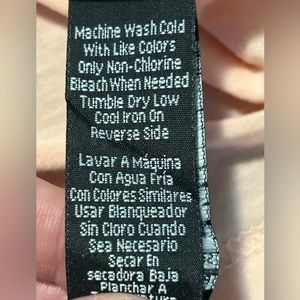 Machine Wash Cold
With Like Colors
Only Non-Chlorine
Bleach When Needed
Tumble Dry Low
Cool Iron On
Reverse Side
Lavar A Máquina
Con Agua Fría
Con Colores Similares
Usar Blanqueador
Sin Cloro Cuando
Sea Necesario
Secar En
secadora Baja
Planchar A